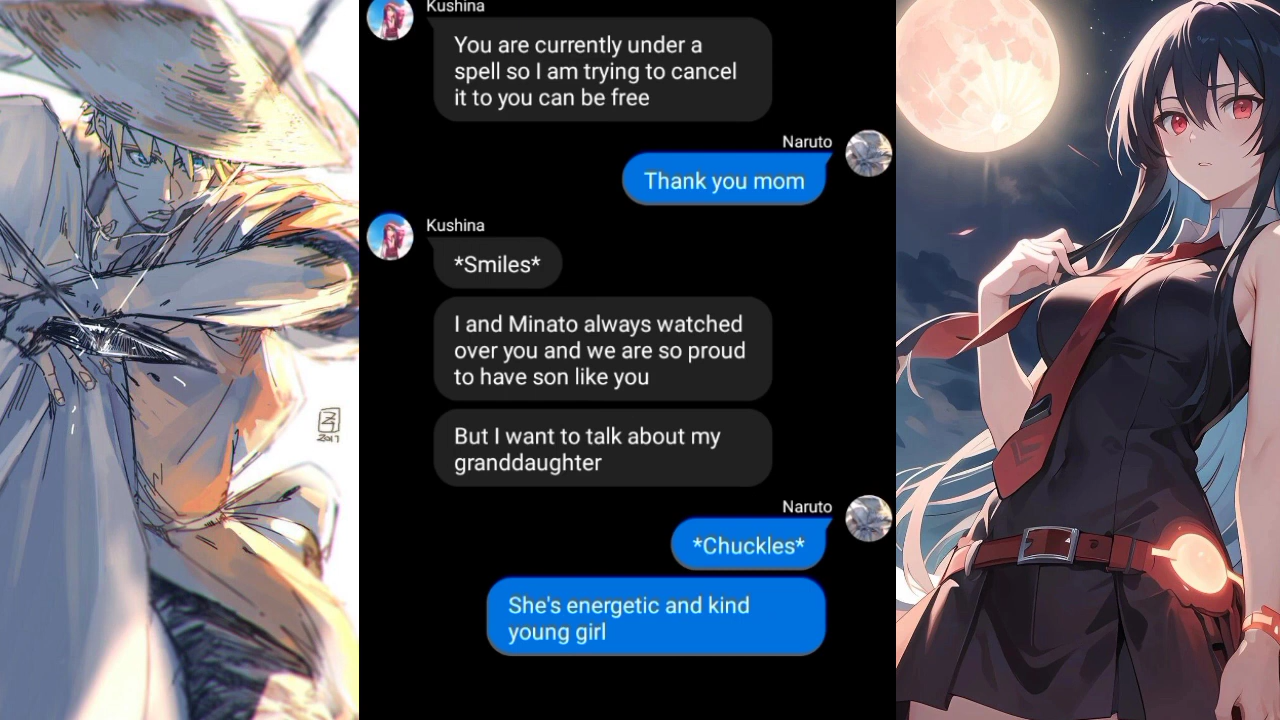 Kushina
You are currently under a
spell so I am trying to cancel
it to you can be free
Naruto
Thank you mom
Kushina
*Smiles*
I and Minato always watched
over you and we are so proud
to have son like you
But I want to talk about my
granddaughter
Naruto
*Chuckles*
She's energetic and kind
young girl
2017